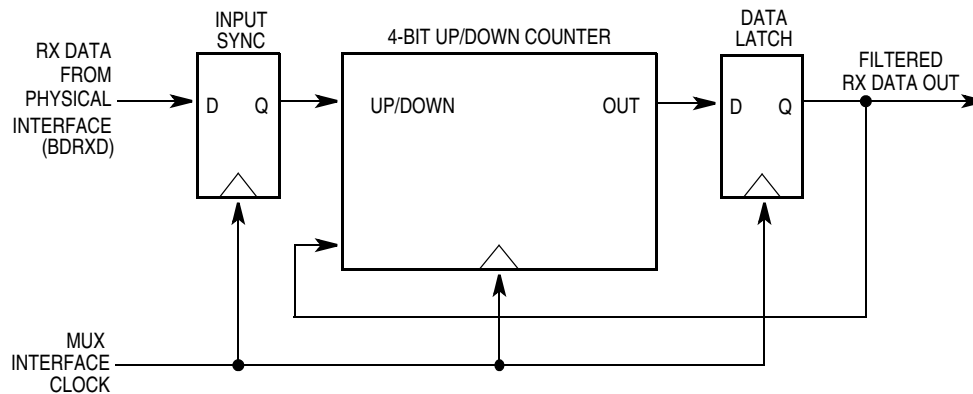 RX DATA
FROM
PHYSICAL
INTERFACE
(BDRXD)
INPUT
SYNC
D Q
4-BIT UP/DOWN COUNTER
UP/DOWN OUT
DATA
LATCH
D Q
FILTERED
RX DATA OUT
MUX
INTERFACE
CLOCK